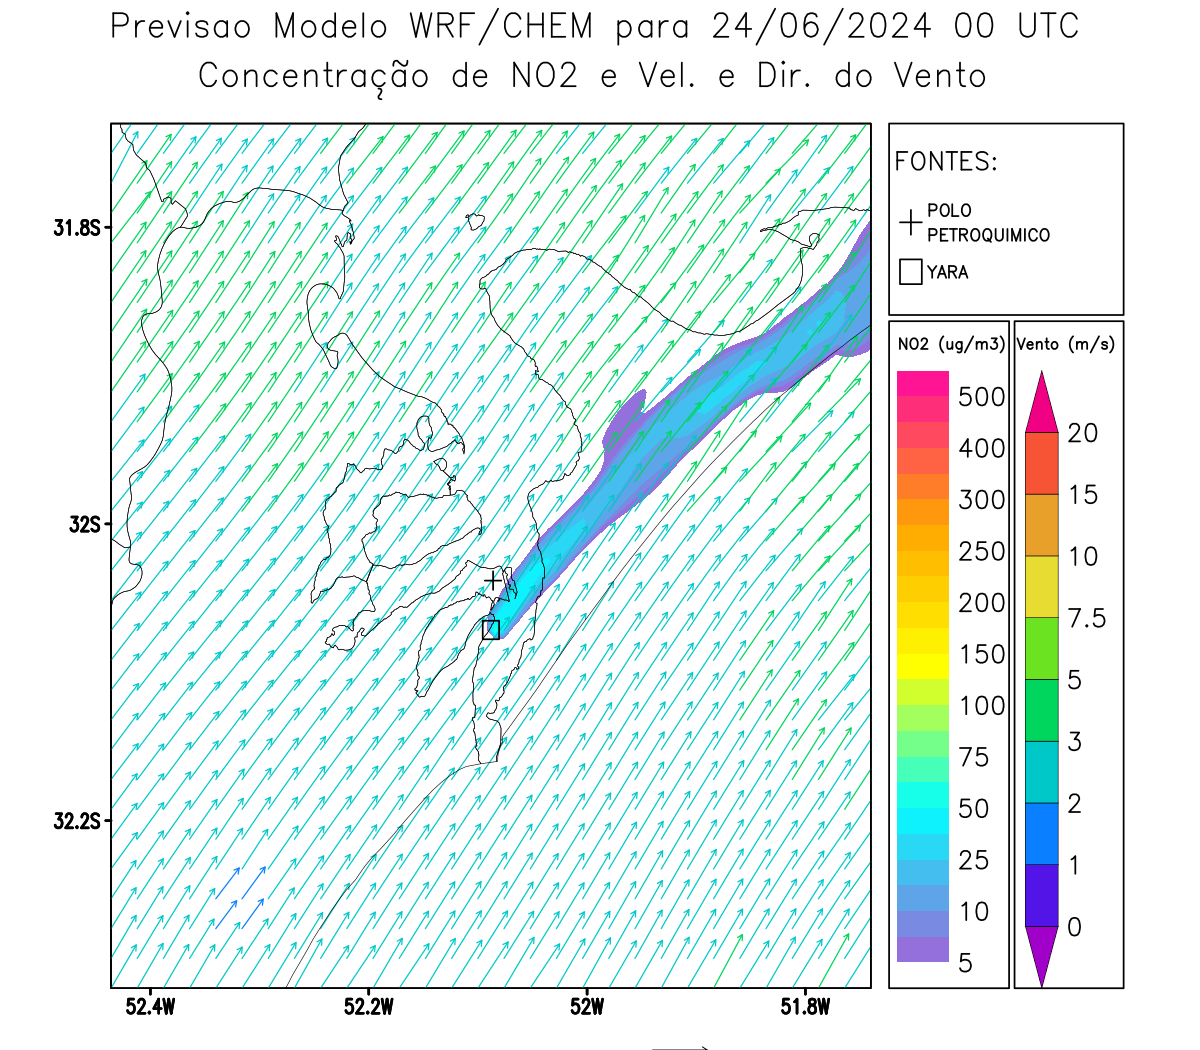 Previsao Modelo WRF/CHEM para 24/06/2024 00 UTC
Concentração de NO2 e Vel. e Dir. do Vento
FONTES:
POLO
PETROQUIMICO
YARA
NO2 (ug/m3)
500
400
300
250
200
150
100
75
50
25
10
5
Vento (m/s)
20
15
10
7.5
5
3
2
1
0
31.8S
32S
32.2S
52.4W
52.2W
52W
51.8W